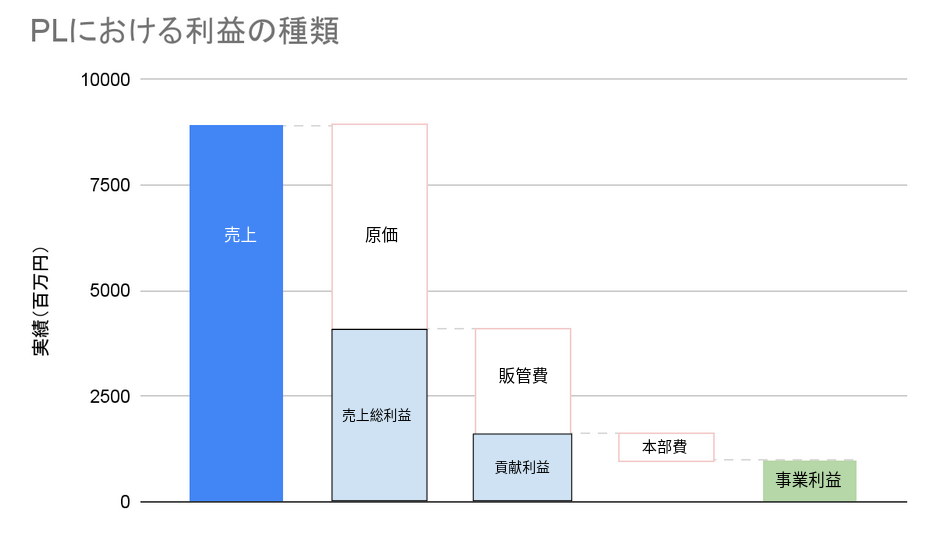 PLにおける利益の種類
10000
7500
5000
2500
0
実績(百万円)
売上
原価
売上総利益
販管費
貢献利益
本部費
事業利益